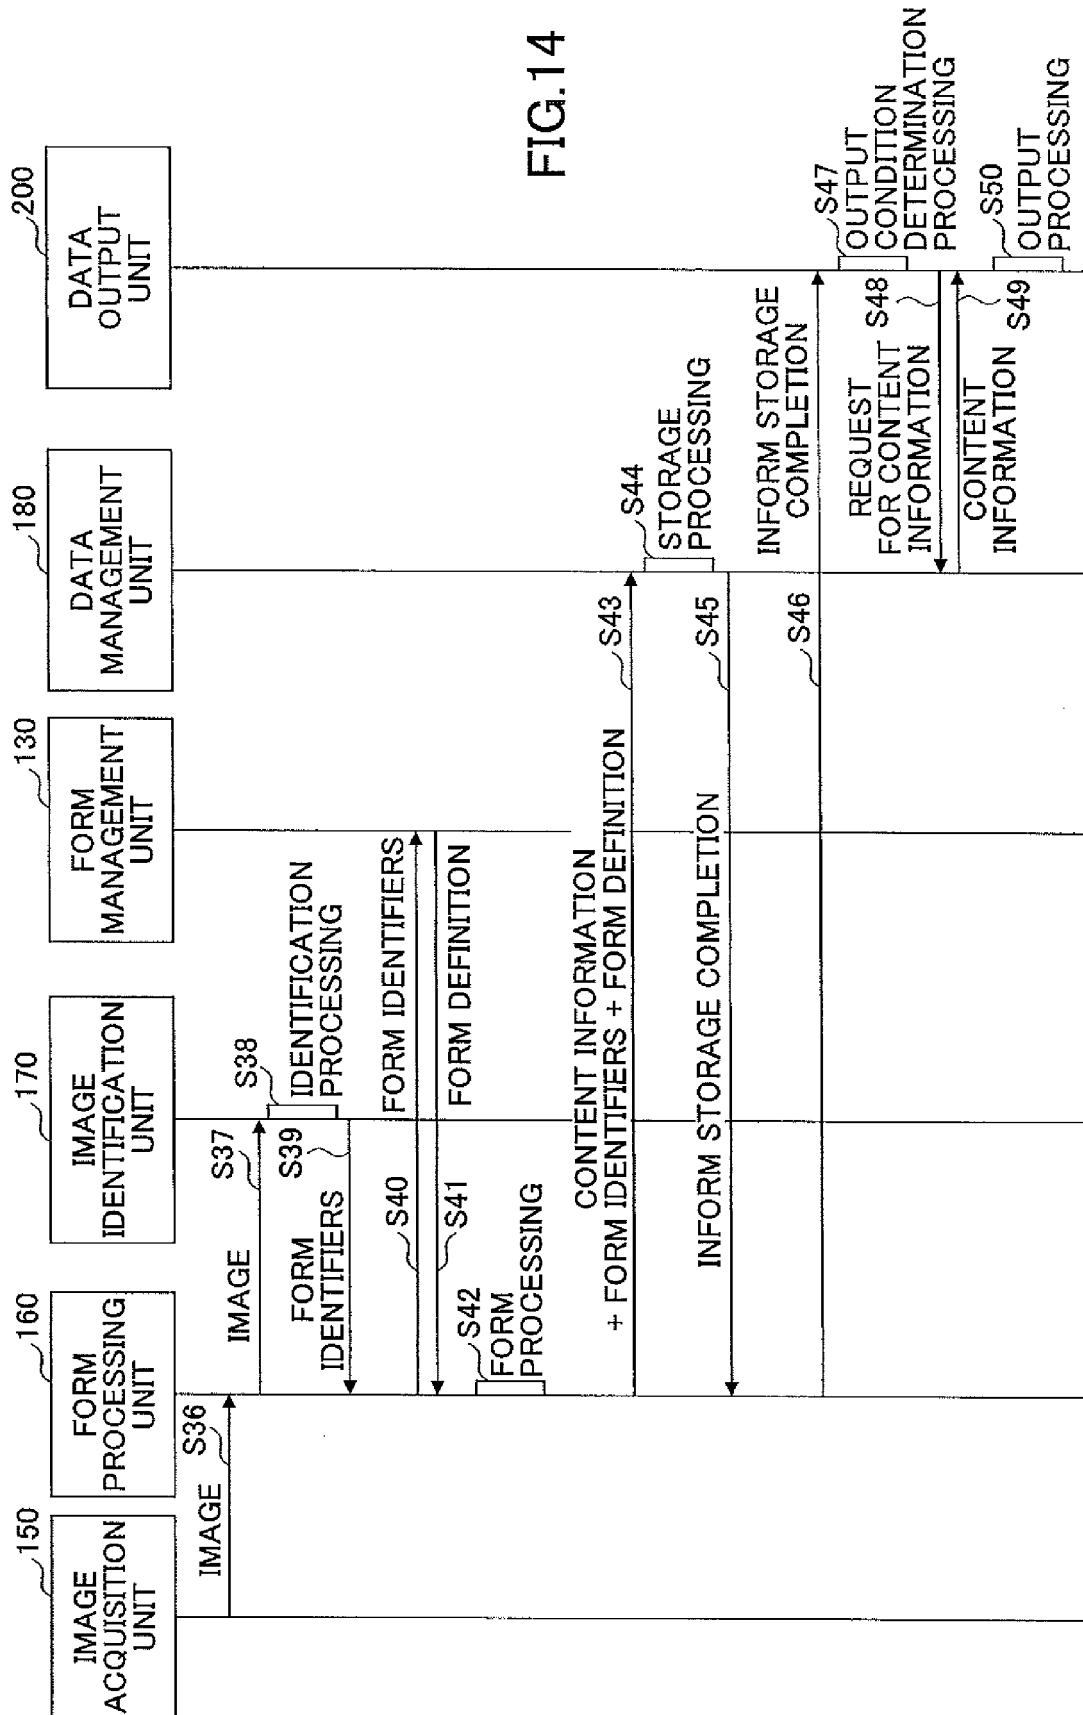 FIG.14
150
IMAGE
ACQUISITION
UNIT
160
FORM
PROCESSING
UNIT
170
IMAGE
IDENTIFICATION
UNIT
130
FORM
MANAGEMENT
UNIT
180
DATA
MANAGEMENT
UNIT
200
DATA
OUTPUT
UNIT
IMAGE
S36
IMAGE
S37
S38
IDENTIFICATION
PROCESSING
S39
FORM
IDENTIFIERS
S40
FORM IDENTIFIERS
S41
FORM DEFINITION
S42
FORM
PROCESSING
CONTENT INFORMATION
+ FORM IDENTIFIERS + FORM DEFINITION
S43
S44
STORAGE
PROCESSING
INFORM STORAGE COMPLETION
S45
S46
INFORM STORAGE
COMPLETION
S47
OUTPUT
CONDITION
DETERMINATION
PROCESSING
REQUEST
FOR CONTENT
INFORMATION
S48
CONTENT
INFORMATION
S49
S50
OUTPUT
PROCESSING